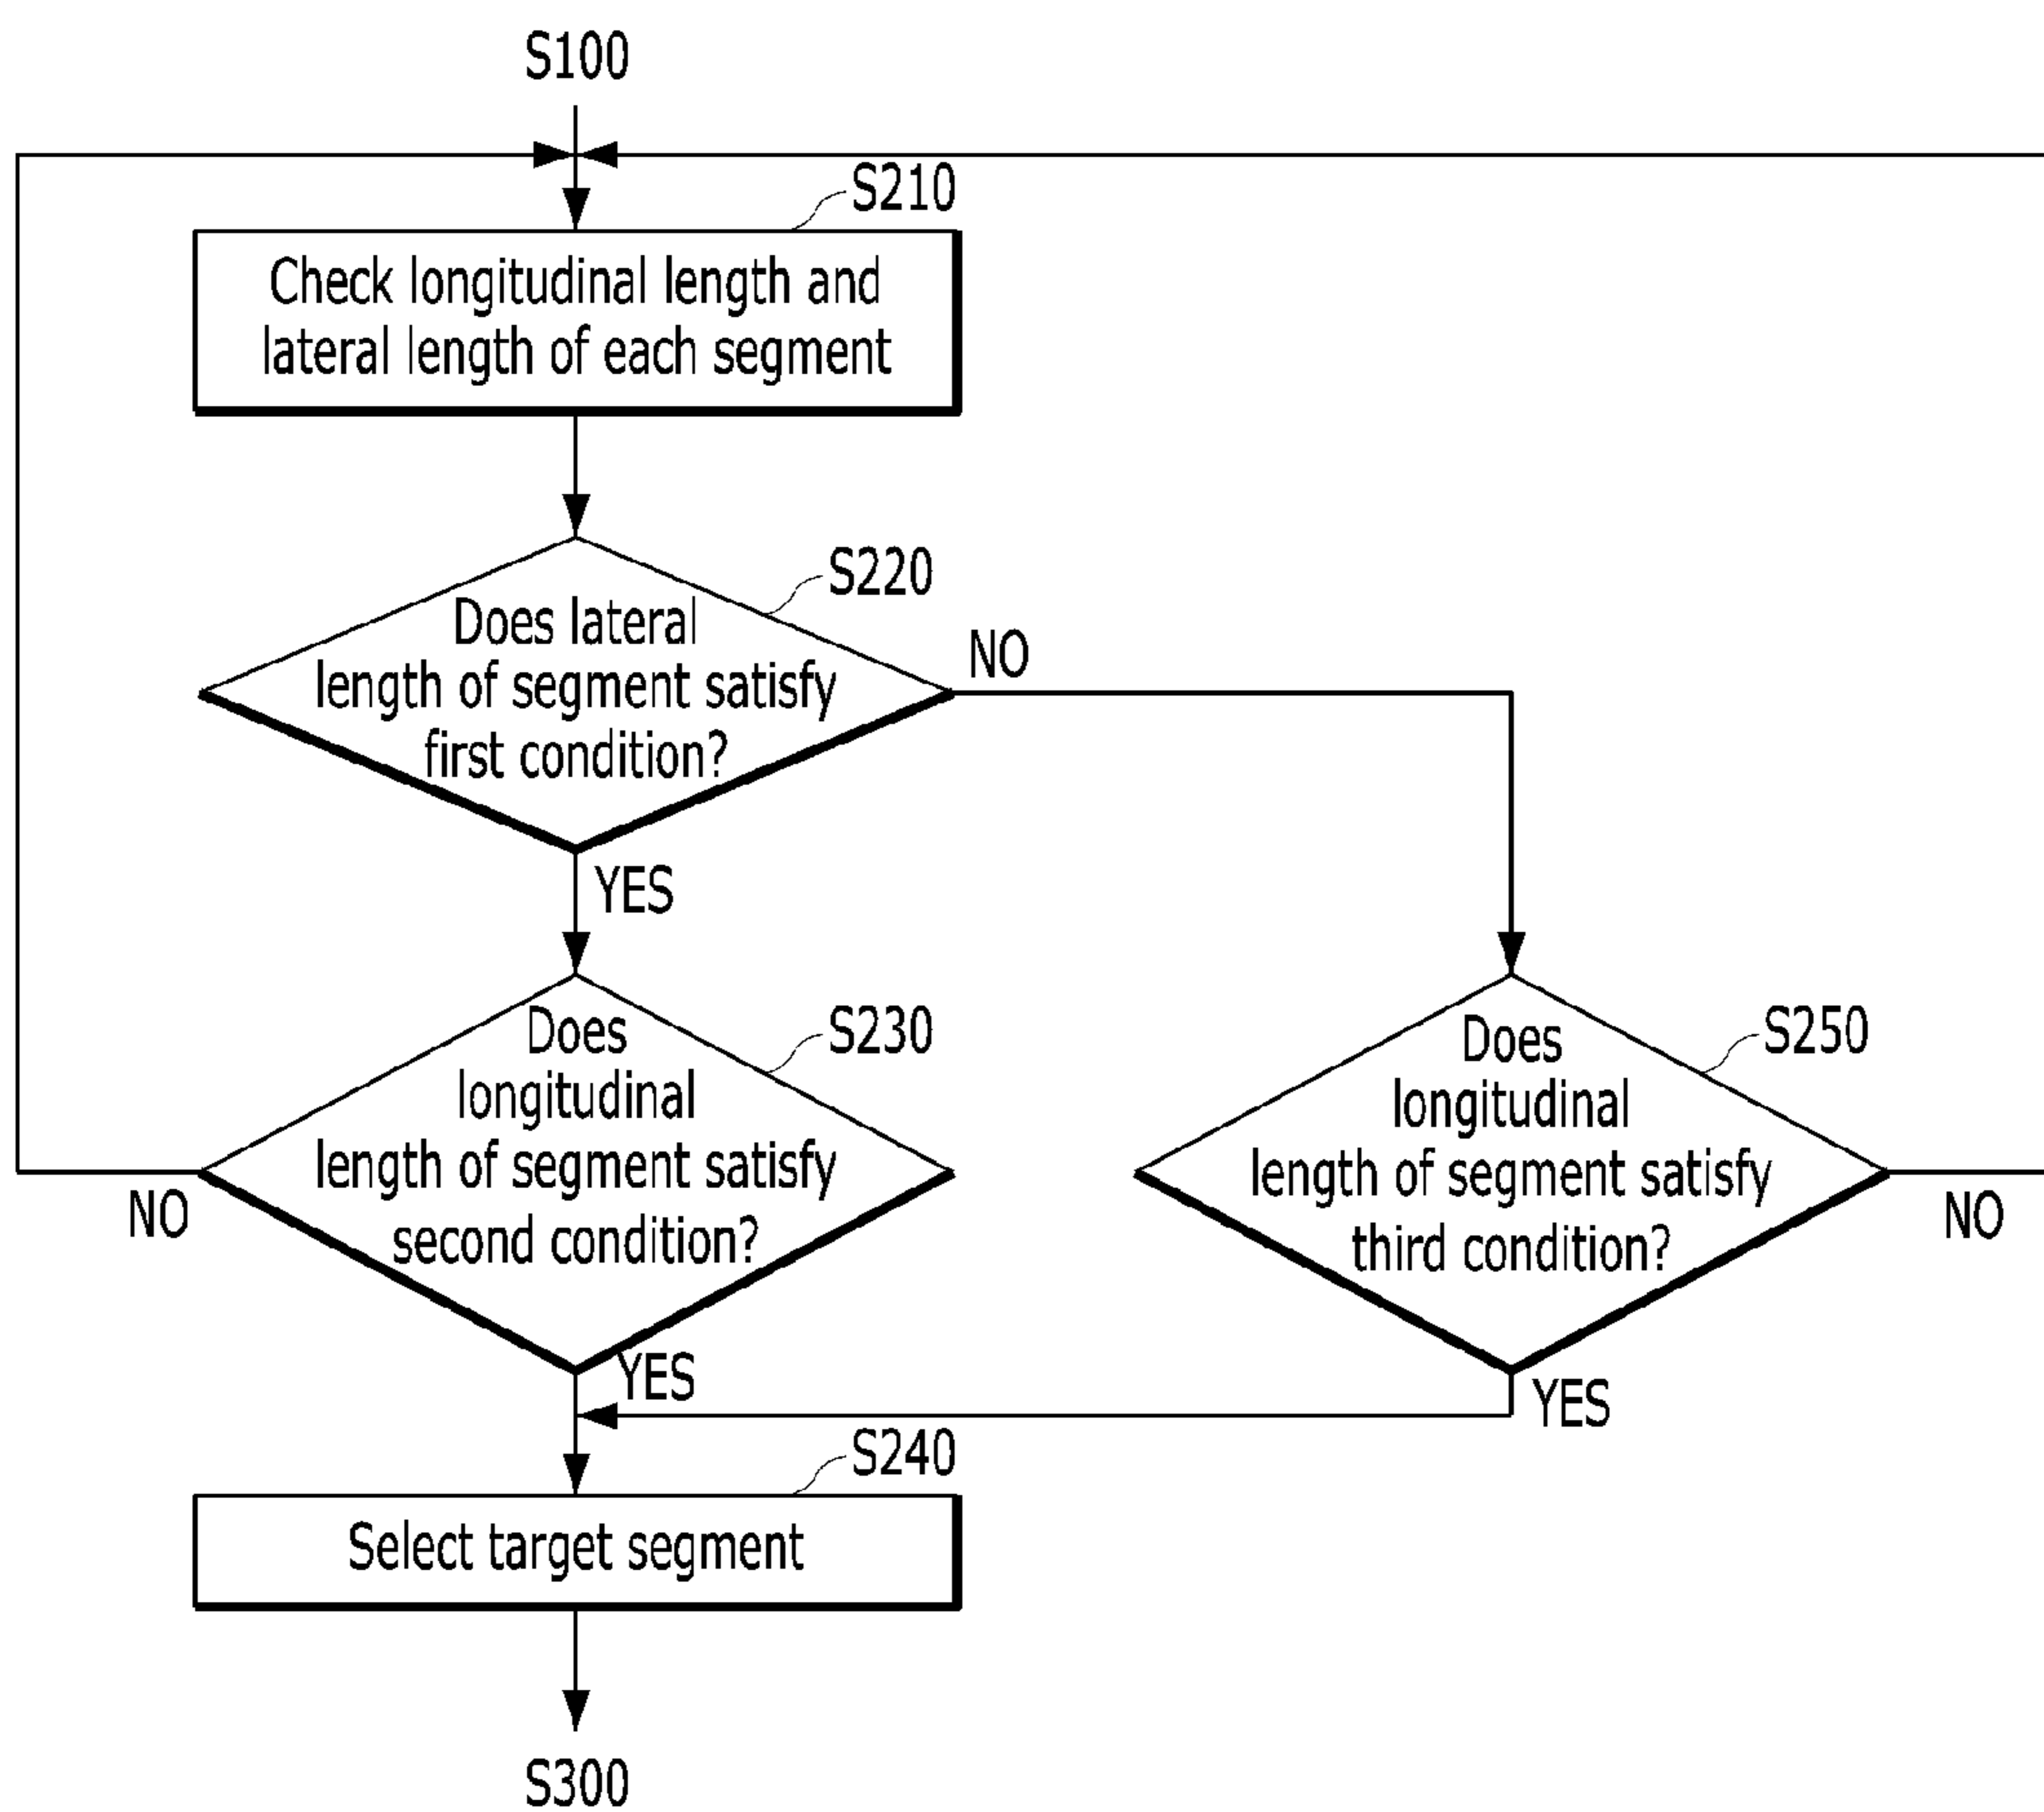 S100
S210
Check longitudinal length and
lateral length of each segment
S220
Does lateral
length of segment satisfy
first condition?
NO
YES
S230
Does
longitudinal
length of segment satisfy
second condition?
NO
YES
S250
Does
longitudinal
length of segment satisfy
third condition?
NO
YES
S240
Select target segment
S300